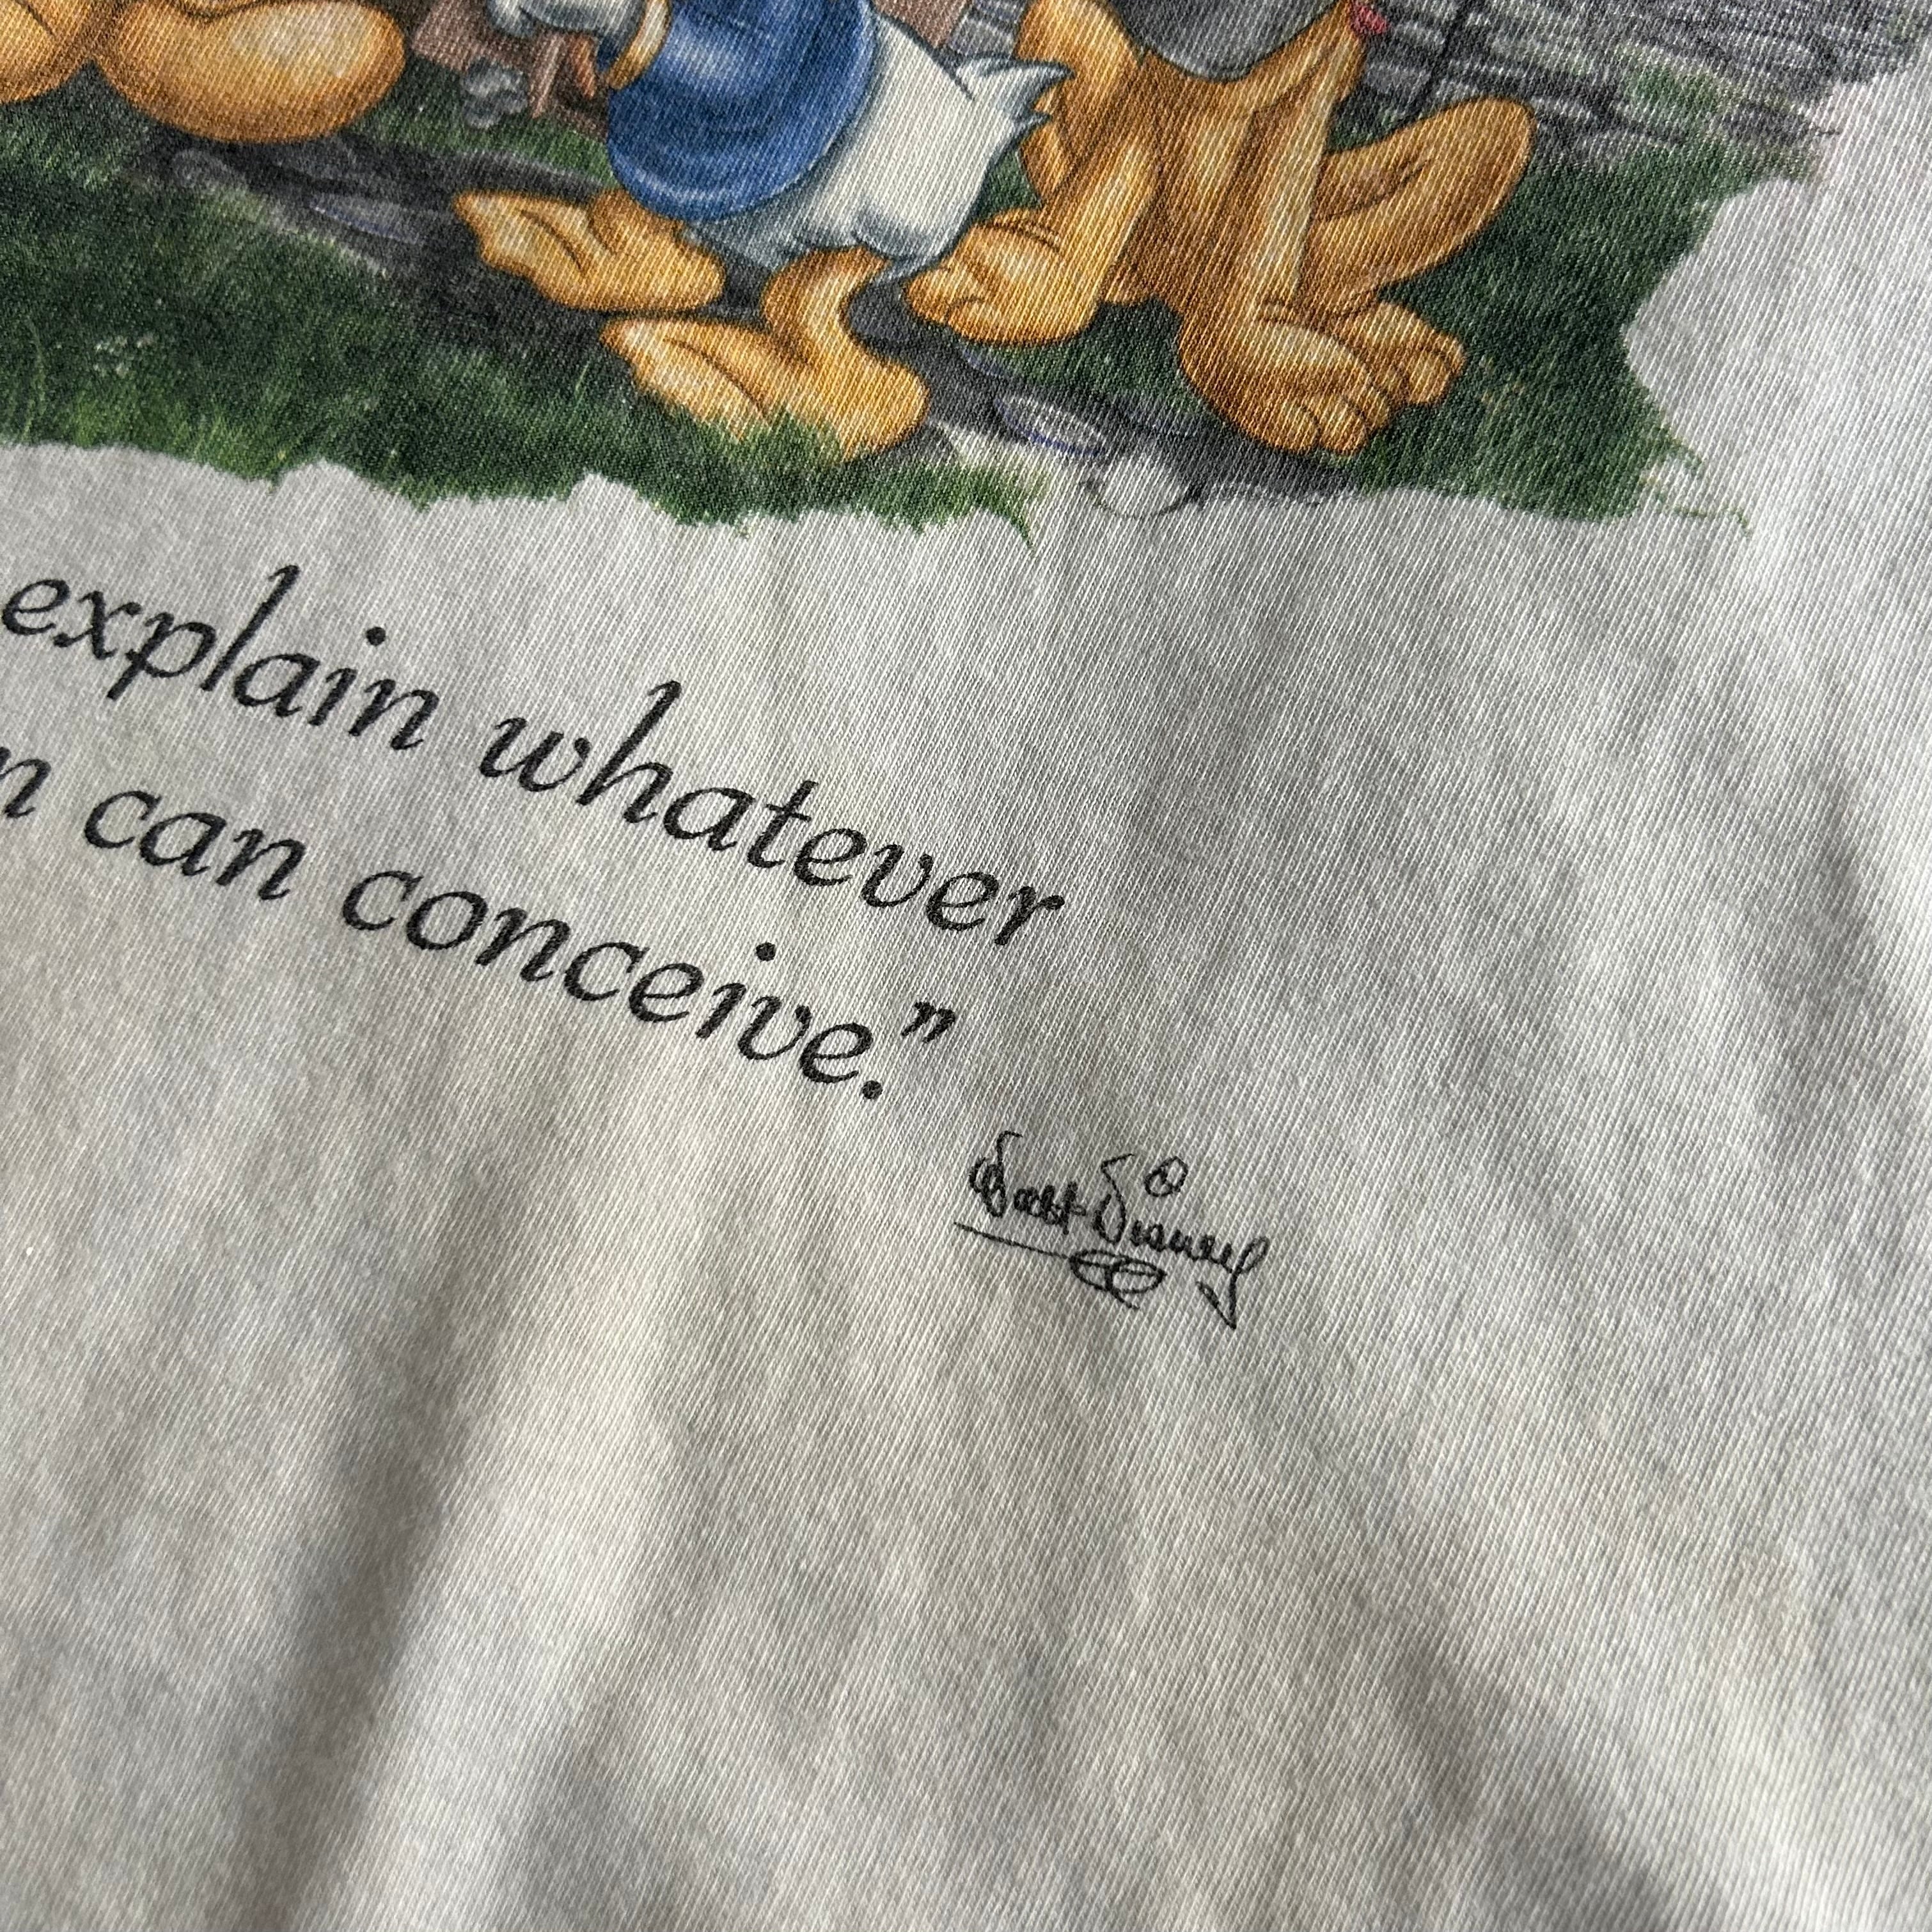 explain whatever
n can conceive.”
Walt Disney